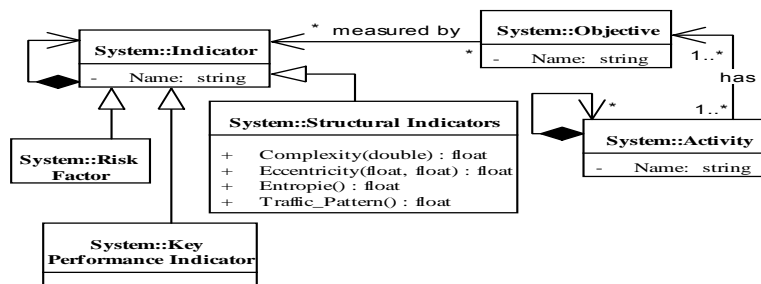 System::Indicator
- Name: string
* measured by
*
System::Objective
- Name: string
1..*
has
1..*
*
System::Activity
- Name: string
System::Structural Indicators
+ Complexity(double) : float
+ Eccentricity(float, float) : float
+ Entropie() : float
+ Traffic_Pattern() : float
System::Risk
Factor
System::Key
Performance Indicator